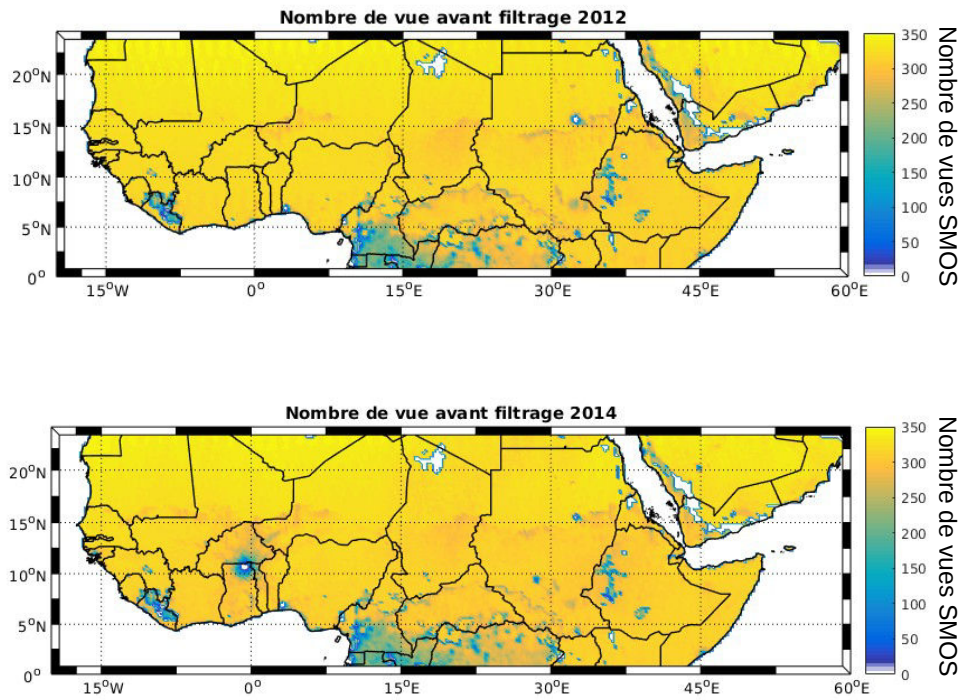 Nombre de vue avant filtrage 2012
20°N
15°N
10°N
5°N
0°
15°W
0°
15°E
30°E
45°E
60°E
350
300
250
200
150
100
50
0
Nombre de vues SMOS
Nombre de vue avant filtrage 2014
20°N
15°N
10°N
5°N
0°
15°W
0°
15°E
30°E
45°E
60°E
350
300
250
200
150
100
50
0
Nombre de vues SMOS